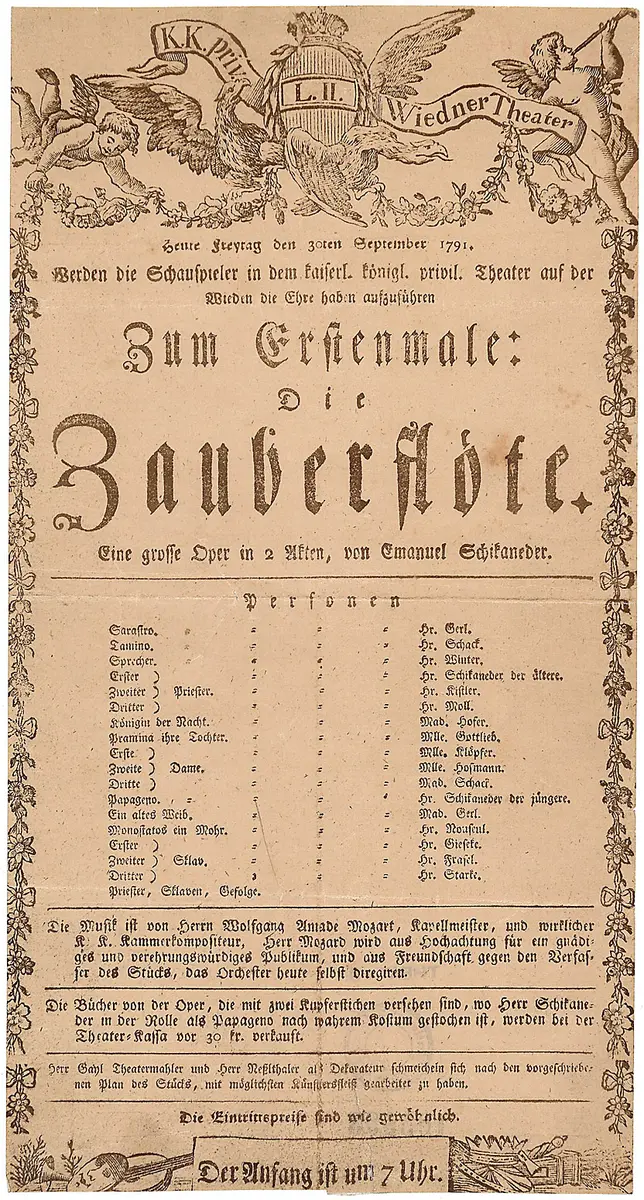 K.K. priv.
L. II.
Wiedner Theater
Heute Freytag den 30ten September 1791.
Werden die Schauspieler in dem kaiserl. königl. privil. Theater auf der
Wieden die Ehre haben aufzuführen
Zum Erstenmale:
Die
Zauberflöte.
Eine grosse Oper in 2 Akten, von Emanuel Schikaneder.
Personen
Sarastro. = = = = Hr. Gerl.
Tamino. = = = = Hr. Schack.
Sprecher. = = = Hr. Winter.
Erster ) = = = Hr. Schikaneder der ältere.
Zweiter ) Priester. = = = Hr. Kistler.
Dritter ) = = = Hr. Moll.
Königin der Nacht. = = = Mad. Hofer.
Pramina ihre Tochter. = = = Mlle. Gottlieb.
Erste ) = = = Mlle. Klöpfer.
Zweite ) Dame. = = = Mlle. Hofmann.
Dritte ) = = = Mad. Schack.
Papageno. = = = = Hr. Schikaneder der jüngere.
Ein altes Weib. = = = Mad. Gerl.
Monostatos ein Mohr. = = = Hr. Nouseul.
Erster ) = = = Hr. Gieseke.
Zweiter ) Sklav. = = = Hr. Frasel.
Dritter ) = = = Hr. Starke.
Priester, Sklaven, Gefolge.
Die Musik ist von Herrn Wolfgang Amade Mozart, Kapellmeister, und wirklicher
K. K. Kammerkompositeur, Herr Mozard wird aus Hochachtung für ein gnädi-
ges und verehrungswürdiges Publikum, und aus Freundschaft gegen den Verfas-
ser des Stücks, das Orchester heute selbst diregiren.
Die Bücher von der Oper, die mit zwei Kupferstichen versehen sind, wo Herr Schikane-
der in der Rolle als Papageno nach wahrem Kostum gestochen ist, werden bei der
Theater-Kassa vor 30 kr. verkauft.
Herr Gayl Theatermahler und Herr Neßlthaler als Dekorateur schmeicheln sich nach den vorgeschriebe-
nen Plan des Stücks, mit möglichsten Künstlersfleiß gearbeitet zu haben.
Die Eintrittspreise sind wie gewöhnlich.
Der Anfang ist um 7 Uhr.